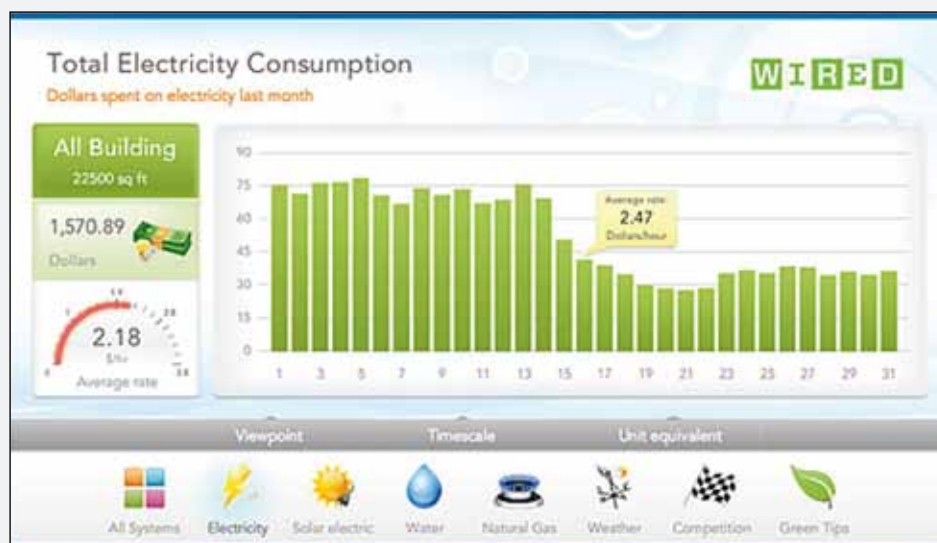 Total Electricity Consumption
WIRED
Dollars spent on electricity last month
All Building
22500 sq ft
1,570.89
Dollars
2.18
$/hr
Average rate
90
75
60
45
30
15
0
Average rate:
2.47
Dollars/hour
1 3 5 7 9 11 13 15 17 19 21 23 25 27 29 31
Viewpoint Timescale Unit equivalent
All Systems Electricity Solar electric Water Natural Gas Weather Competition Green Tips